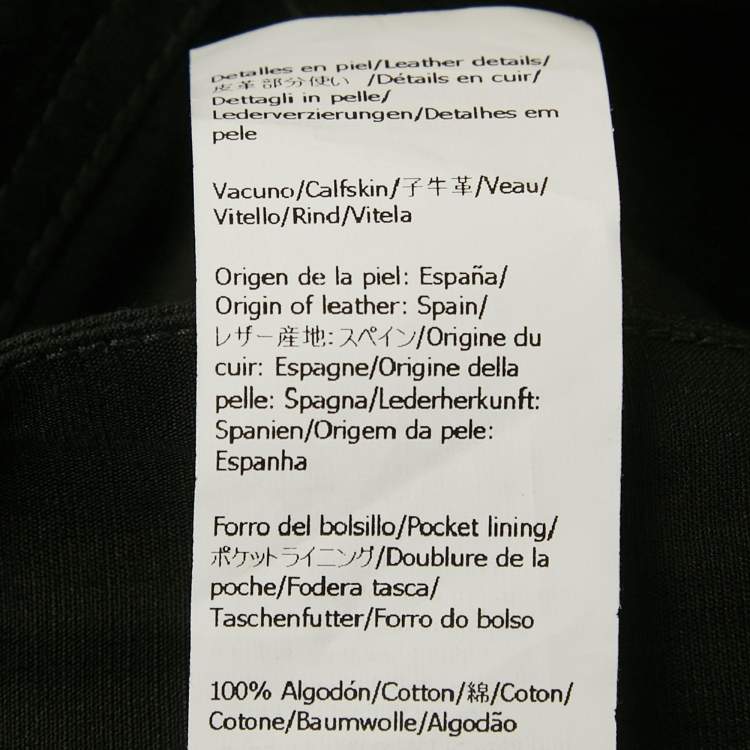 Detalles en piel/Leather details/
皮革部分使い /Détails en cuir/
Dettagli in pelle/
Lederverzierungen/Detalhes em
pele
Vacuno/Calfskin/子牛革/Veau/
Vitello/Rind/Vitela
Origen de la piel: España/
Origin of leather: Spain/
レザー産地:スペイン/Origine du
cuir: Espagne/Origine della
pelle: Spagna/Lederherkunft:
Spanien/Origem da pele:
Espanha
Forro del bolsillo/Pocket lining/
ポケットライニング/Doublure de la
poche/Fodera tasca/
Taschenfutter/Forro do bolso
100% Algodón/Cotton/綿/Coton/
Cotone/Baumwolle/Algodão